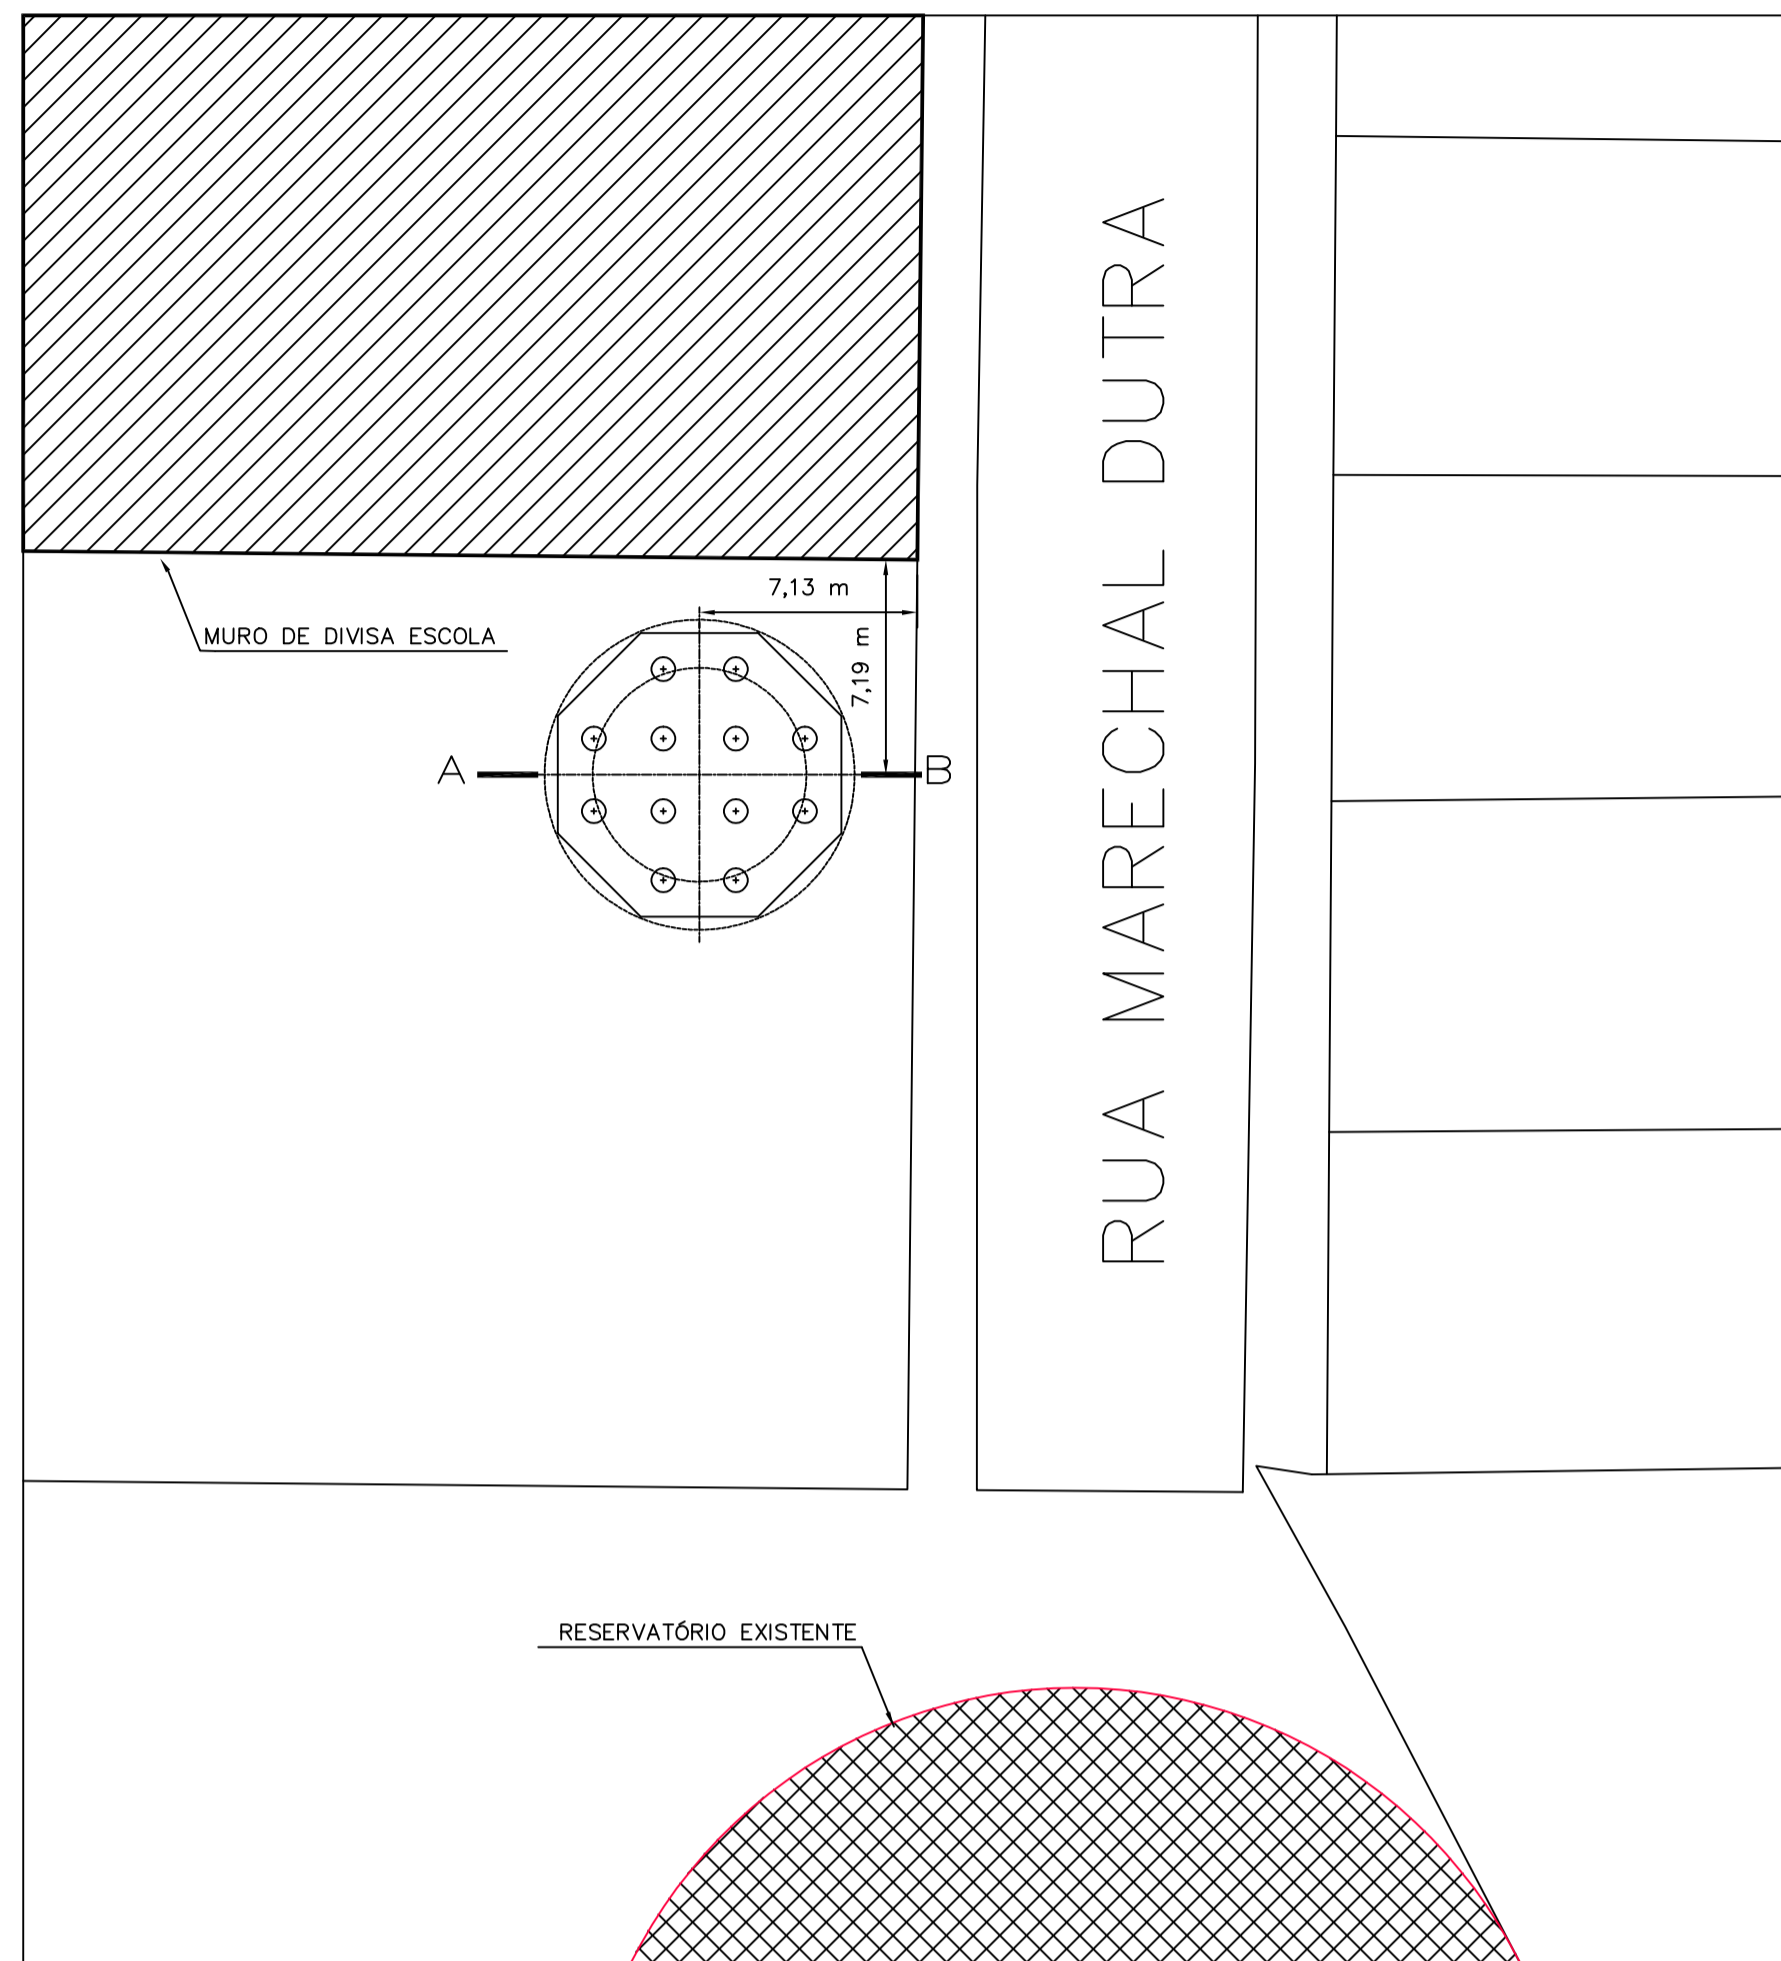 7,13 m
MURO DE DIVISA ESCOLA
7,19 m
A
B
RUA MARECHAL DUTRA
RESERVATÓRIO EXISTENTE